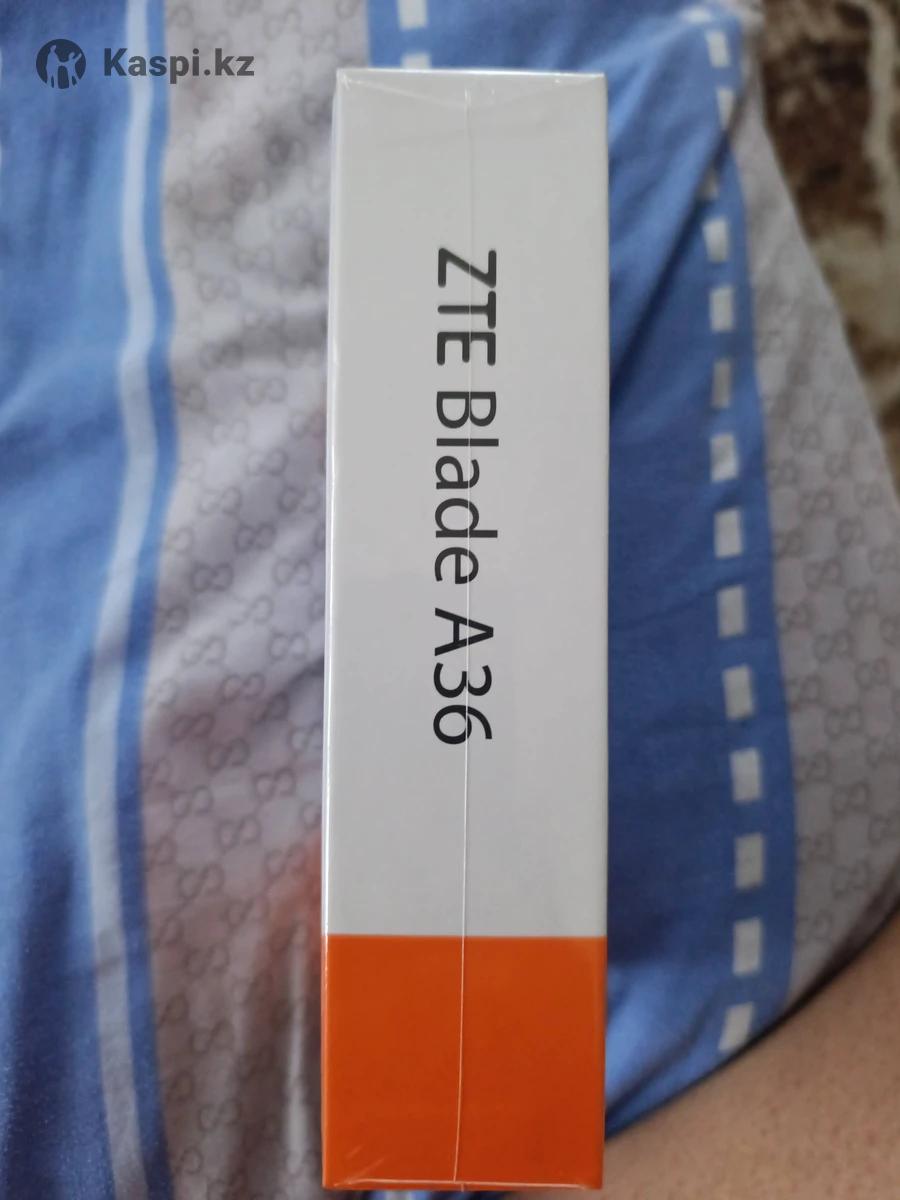 Kaspi.kz
ZTE Blade A36